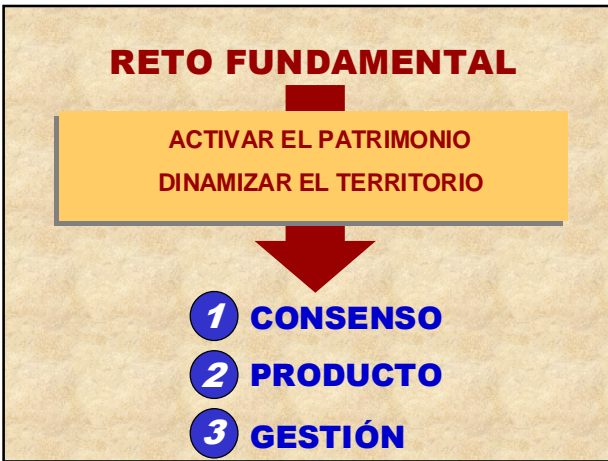 RETO FUNDAMENTAL
ACTIVAR EL PATRIMONIO
DINAMIZAR EL TERRITORIO
1 CONSENSO
2 PRODUCTO
3 GESTIÓN